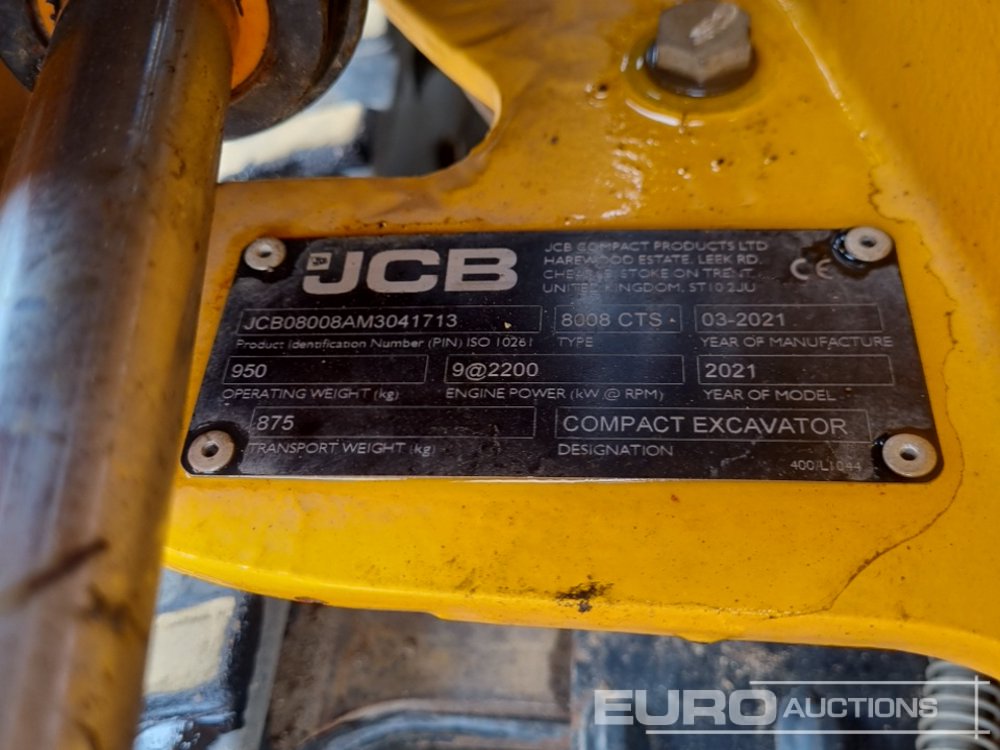 JCB
JCB COMPACT PRODUCTS LTD
HAREWOOD ESTATE, LEEK RD.
STOKE ON TRENT
UNITED KINGDOM. ST10 2JU
CE
JCB08008AM3041713
8008 CTS
03-2021
Product Identification Number (PIN) ISO 10261
TYPE
YEAR OF MANUFACTURE
950
9@2200
2021
OPERATING WEIGHT (kg)
ENGINE POWER (kW @ RPM)
YEAR OF MODEL
875
COMPACT EXCAVATOR
TRANSPORT WEIGHT (kg)
DESIGNATION
400/L1044
EURO AUCTIONS